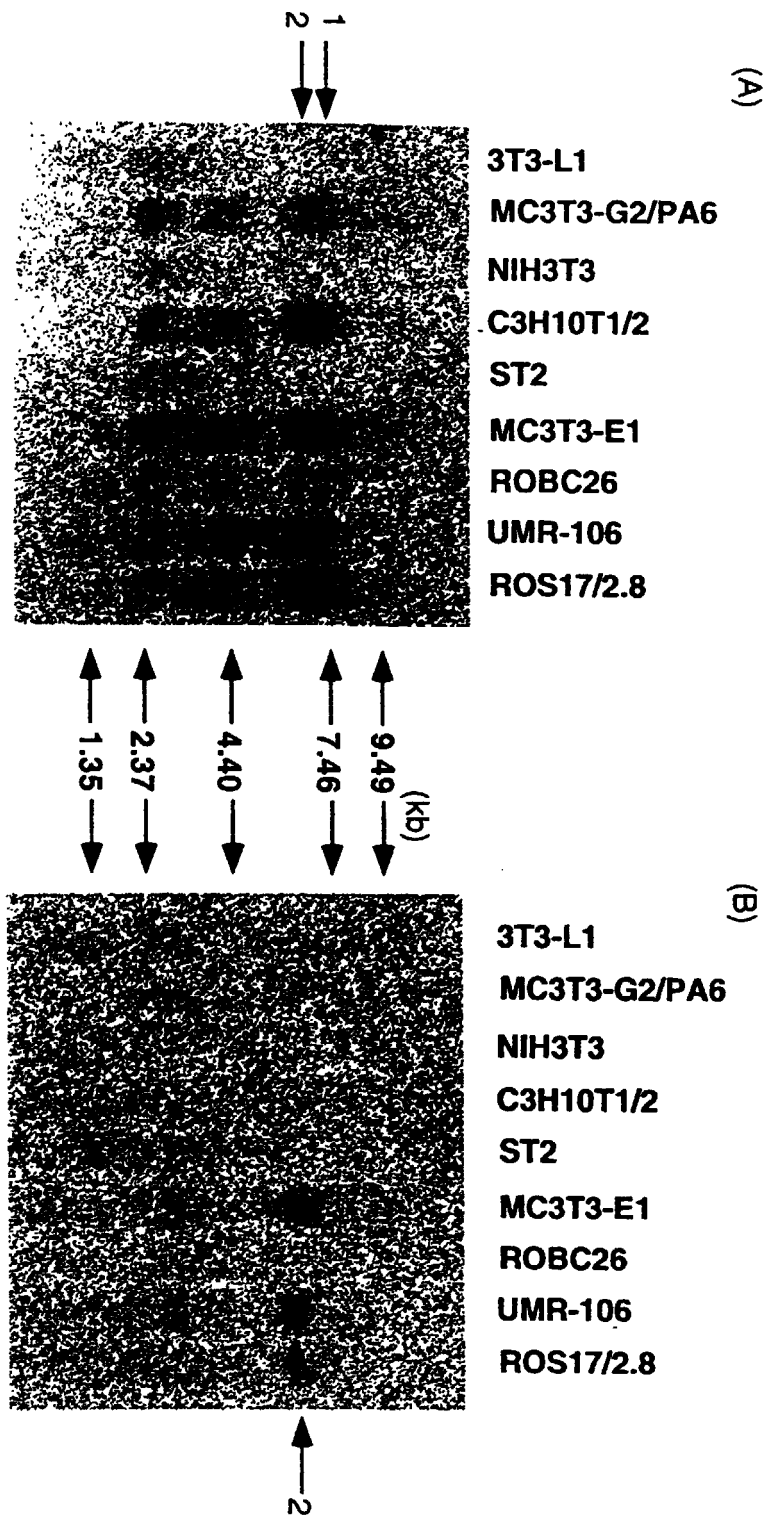 (A)
3T3-L1
MC3T3-G2/PA6
NIH3T3
C3H10T1/2
ST2
MC3T3-E1
ROBC26
UMR-106
ROS17/2.8
1
2
(kb)
9.49
7.46
4.40
2.37
1.35
(B)
3T3-L1
MC3T3-G2/PA6
NIH3T3
C3H10T1/2
ST2
MC3T3-E1
ROBC26
UMR-106
ROS17/2.8
2